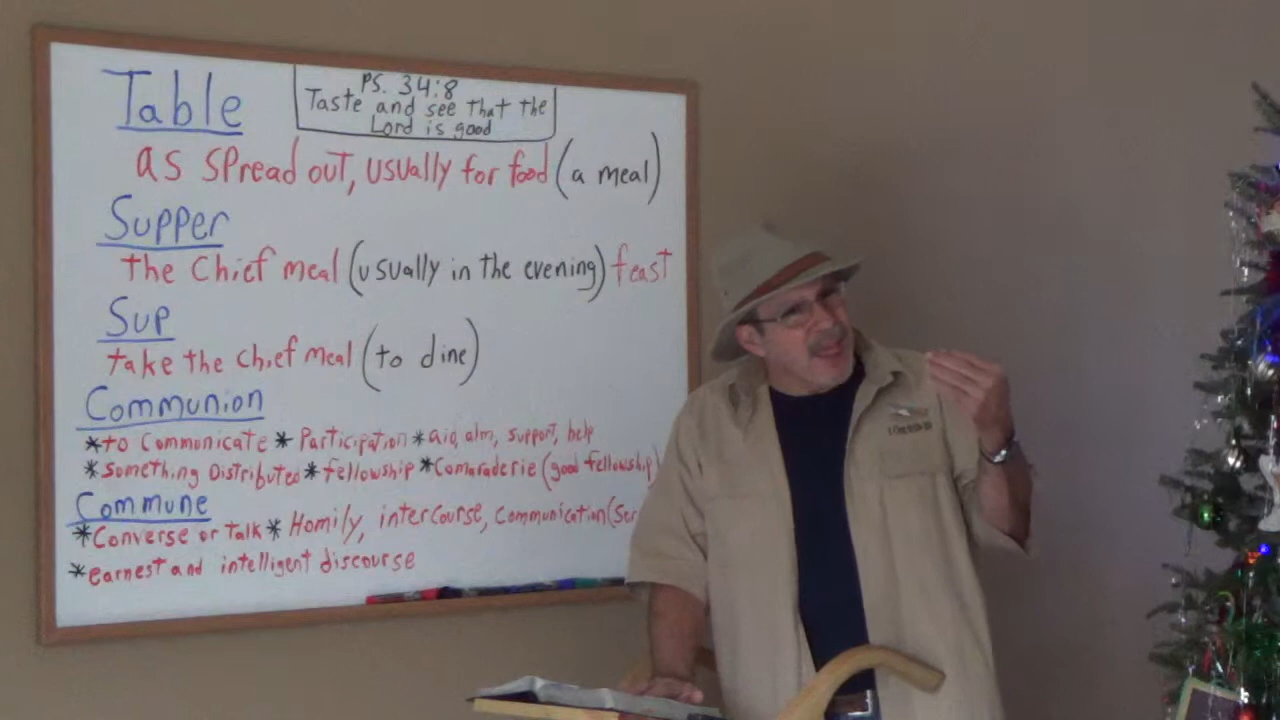 Table
PS. 34:8
Taste and see that the
Lord is good
as spread out, usually for food (a meal)
Supper
the Chief meal (usually in the evening) feast
Sup
take the chief meal (to dine)
Communion
*to Communicate * Participation * aid, alm, support, help
*something Distributed * fellowship *Comaraderie (good fellowship)
Commune
*Converse or talk * Homily, intercourse, communication (ser
*earnest and intelligent discourse